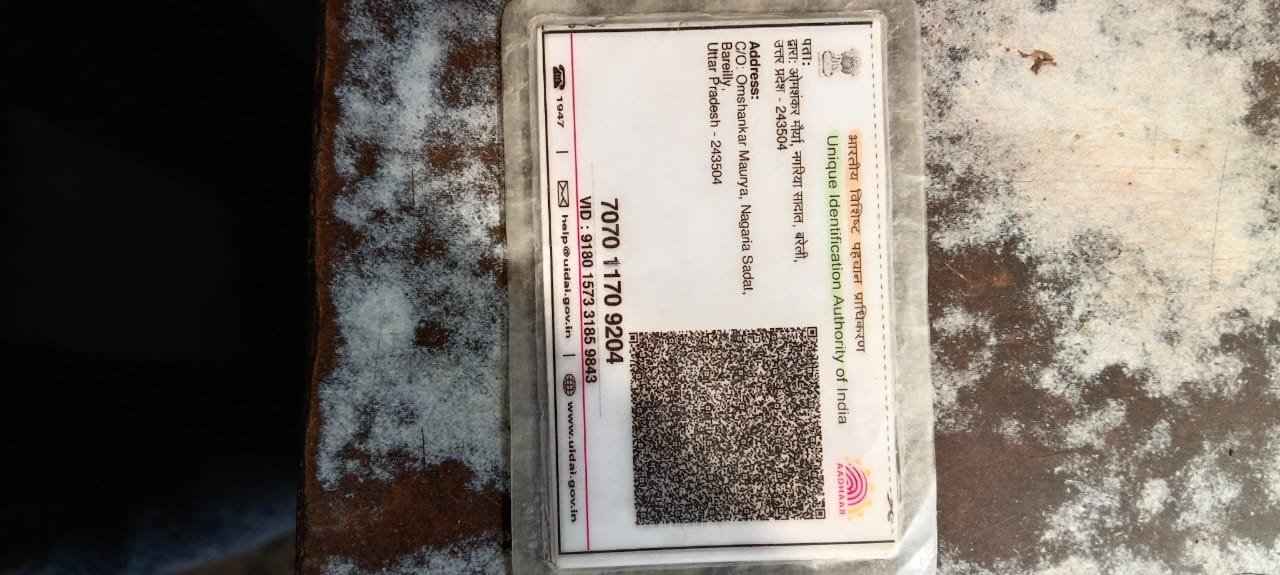 भारतीय विशिष्ट पहचान प्राधिकरण
Unique Identification Authority of India
AADHAAR
पता:
द्वारा: ओमशंकर मौर्या, नारिया सादात, बरेली,
उत्तर प्रदेश - 243504
Address:
C/O: Omshankar Maurya, Nagaria Sadat,
Bareilly,
Uttar Pradesh - 243504
7070 1170 9204
VID : 9180 1573 3185 9843
1947 | help@uidai.gov.in | www.uidai.gov.in